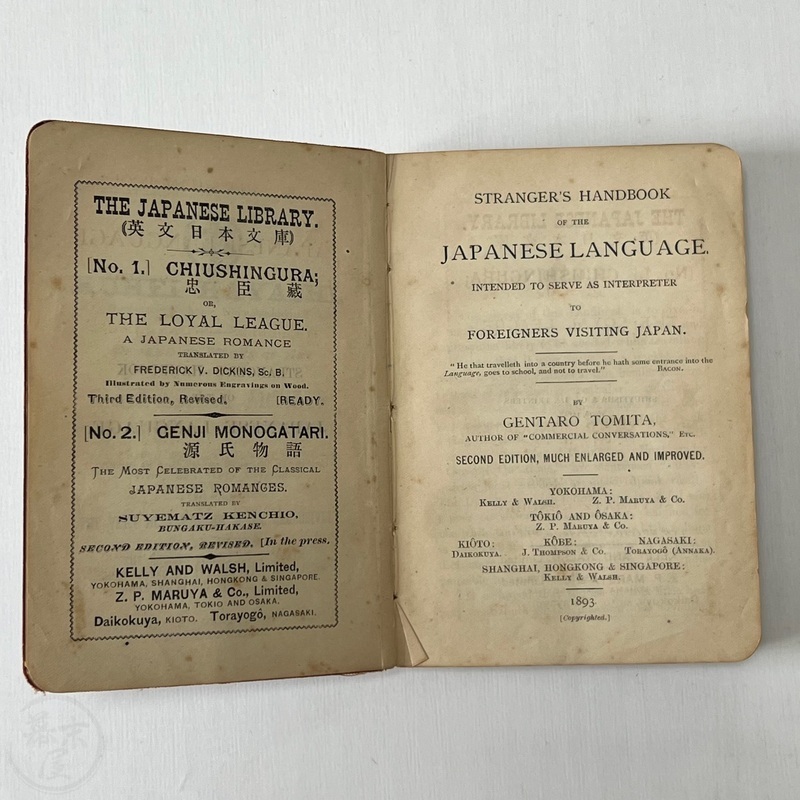 THE JAPANESE LIBRARY.
《英文日本文庫》
[No. 1.] CHIUSHINGURA;
忠臣藏
OR,
THE LOYAL LEAGUE.
A JAPANESE ROMANCE
TRANSLATED BY
FREDERICK V. DICKINS, Sc. B.
Illustrated by Numerous Engravings on Wood.
Third Edition, Revised. [READY.
[No. 2.] GENJI MONOGATARI.
源氏物語
THE MOST CELEBRATED OF THE CLASSICAL
JAPANESE ROMANCES.
TRANSLATED BY
SUYEMATZ KENCHIO,
BUNGAKU-HAKASE.
SECOND EDITION, REVISED. [In the press.
KELLY AND WALSH, Limited,
YOKOHAMA, SHANGHAI, HONGKONG & SINGAPORE.
Z. P. MARUYA & Co., Limited,
YOKOHAMA, TOKIO AND OSAKA.
Daikokuya, KIOTO. Torayogō, NAGASAKI.
STRANGER'S HANDBOOK
OF THE
JAPANESE LANGUAGE.
INTENDED TO SERVE AS INTERPRETER
TO
FOREIGNERS VISITING JAPAN.
"He that travelleth into a country before he hath some entrance into the
Language, goes to school, and not to travel." BACON.
BY
GENTARO TOMITA,
AUTHOR OF "COMMERCIAL CONVERSATIONS," ETC.
SECOND EDITION, MUCH ENLARGED AND IMPROVED.
YOKOHAMA:
KELLY & WALSH. Z. P. MARUYA & Co.
TŌKIŌ AND ŌSAKA:
Z. P. MARUYA & Co.
KIŌTO: KŌBE: NAGASAKI:
DAIKOKUYA. J. THOMPSON & Co. TORAYOGŌ (ANNAKA).
SHANGHAI, HONGKONG & SINGAPORE:
KELLY & WALSH.
1893
[Copyrighted.]